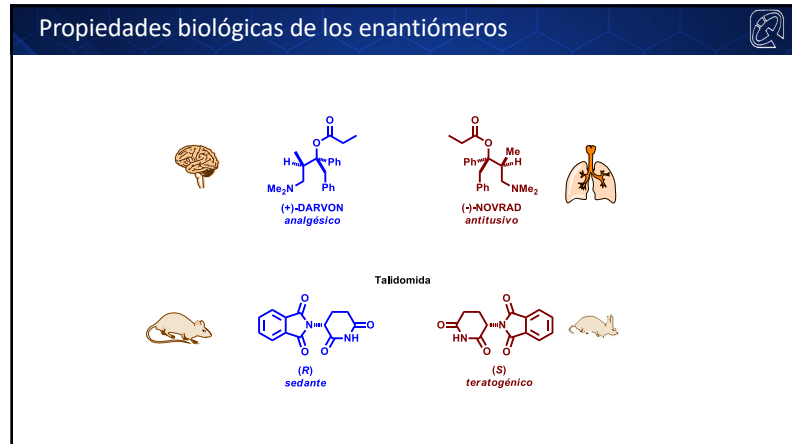 Propiedades biológicas de los enantiómeros
O
O
H
Ph
Me₂N
Ph
(+)-DARVON
analgésico
O
O
Me
Ph
H
Ph
NMe₂
(-)-NOVRAD
antitusivo
Talidomida
O
O
N
O
NH
O
(R)
sedante
O
O
N
NH
O
O
(S)
teratogénico